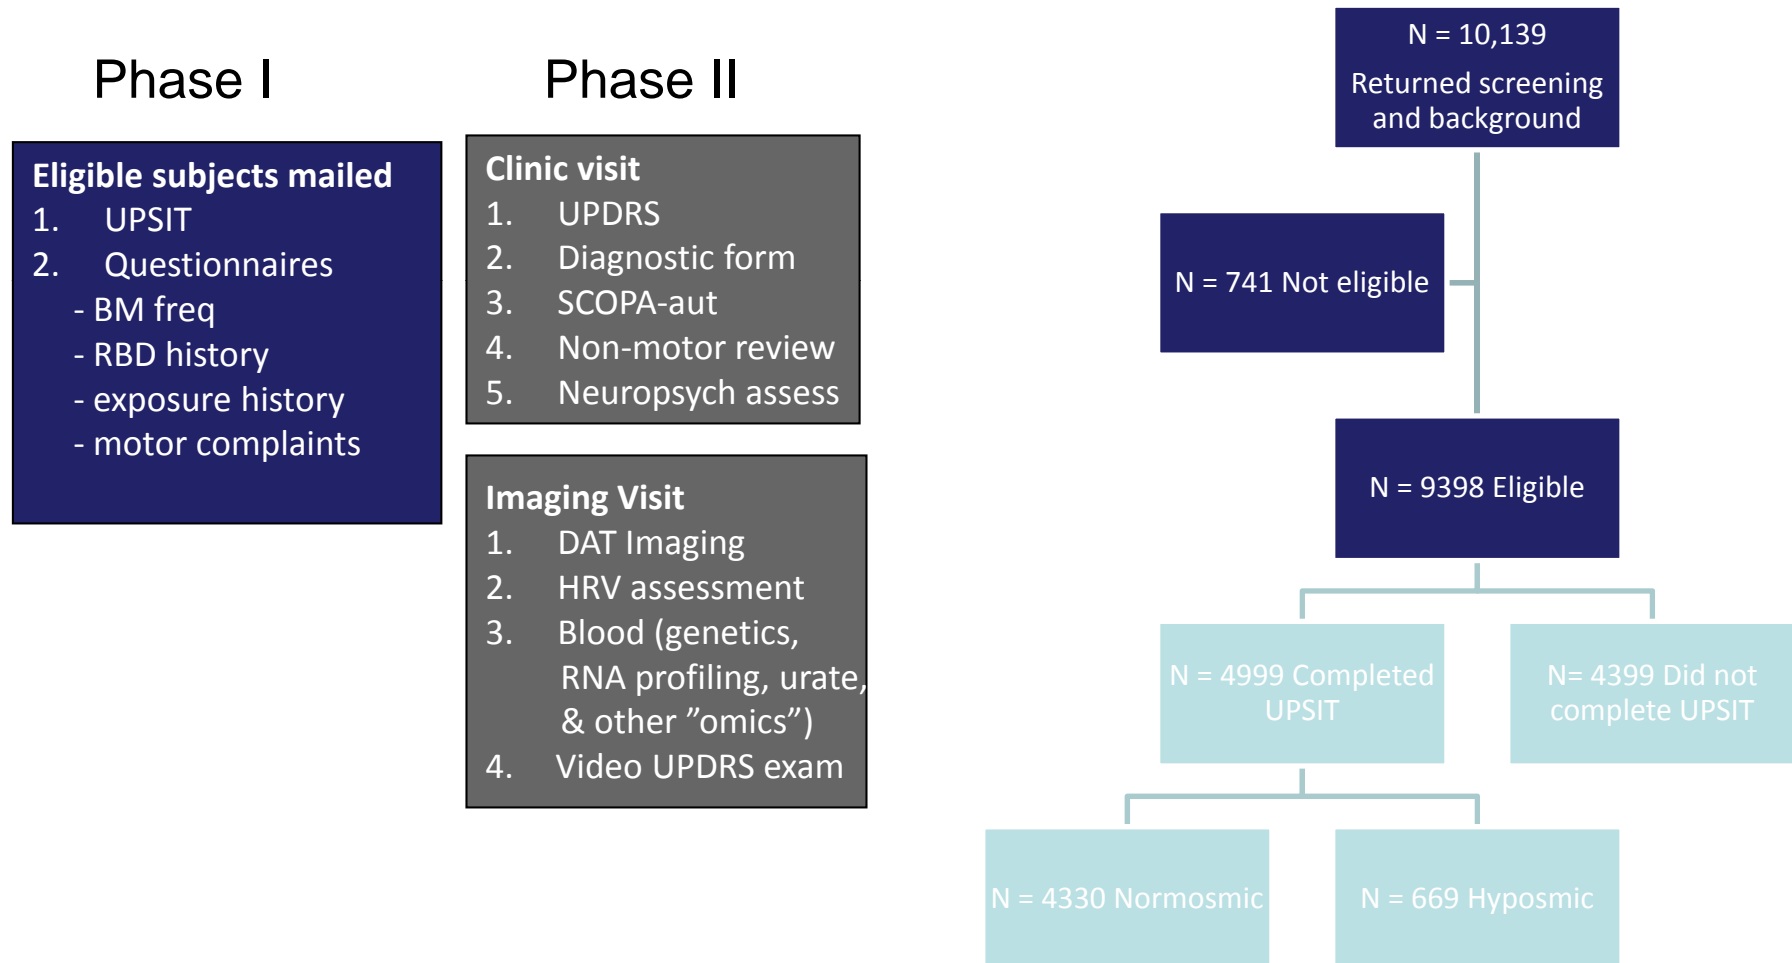 Phase I
Eligible subjects mailed
1. UPSIT
2. Questionnaires
- BM freq
- RBD history
- exposure history
- motor complaints
Phase II
Clinic visit
1. UPDRS
2. Diagnostic form
3. SCOPA-aut
4. Non-motor review
5. Neuropsych assess
Imaging Visit
1. DAT Imaging
2. HRV assessment
3. Blood (genetics,
RNA profiling, urate,
& other ”omics”)
4. Video UPDRS exam
N = 10,139
Returned screening
and background
N = 741 Not eligible
N = 9398 Eligible
N = 4999 Completed
UPSIT
N= 4399 Did not
complete UPSIT
N = 4330 Normosmic
N = 669 Hyposmic